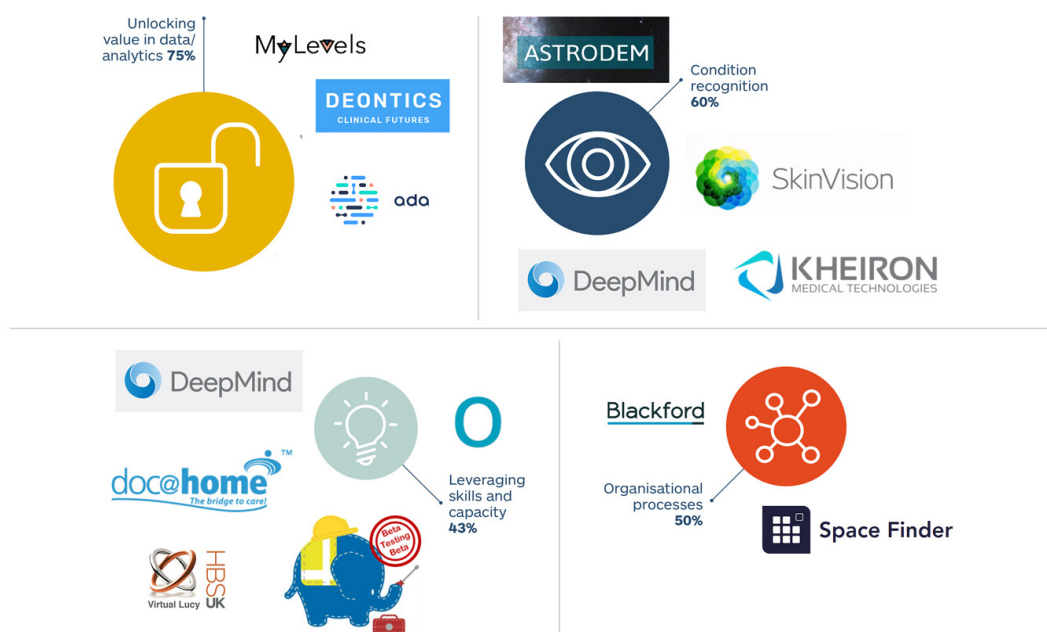 Unlocking
value in data/
analytics 75%
MyLevels
DEONTICS
CLINICAL FUTURES
ada
ASTRODEM
Condition
recognition
60%
SkinVision
DeepMind
KHEIRON
MEDICAL TECHNOLOGIES
DeepMind
O
doc@home™
The bridge to care!
Leveraging
skills and
capacity
43%
Beta
Testing
Beta
Virtual Lucy
HBS
UK
Blackford
Organisational
processes
50%
Space Finder